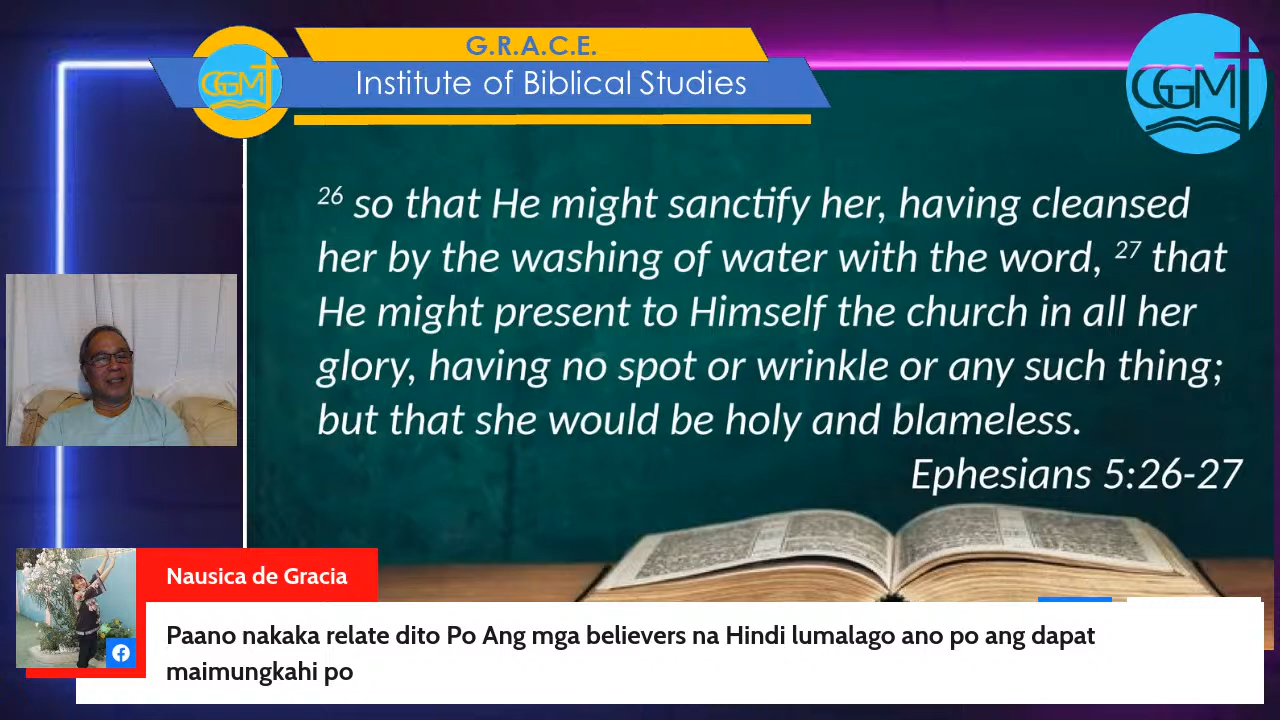 G.R.A.C.E.
Institute of Biblical Studies
CGM
CGM
26 so that He might sanctify her, having cleansed
her by the washing of water with the word, 27 that
He might present to Himself the church in all her
glory, having no spot or wrinkle or any such thing;
but that she would be holy and blameless.
Ephesians 5:26-27
Nausica de Gracia
Paano nakaka relate dito Po Ang mga believers na Hindi lumalago ano po ang dapat
maimungkahi po